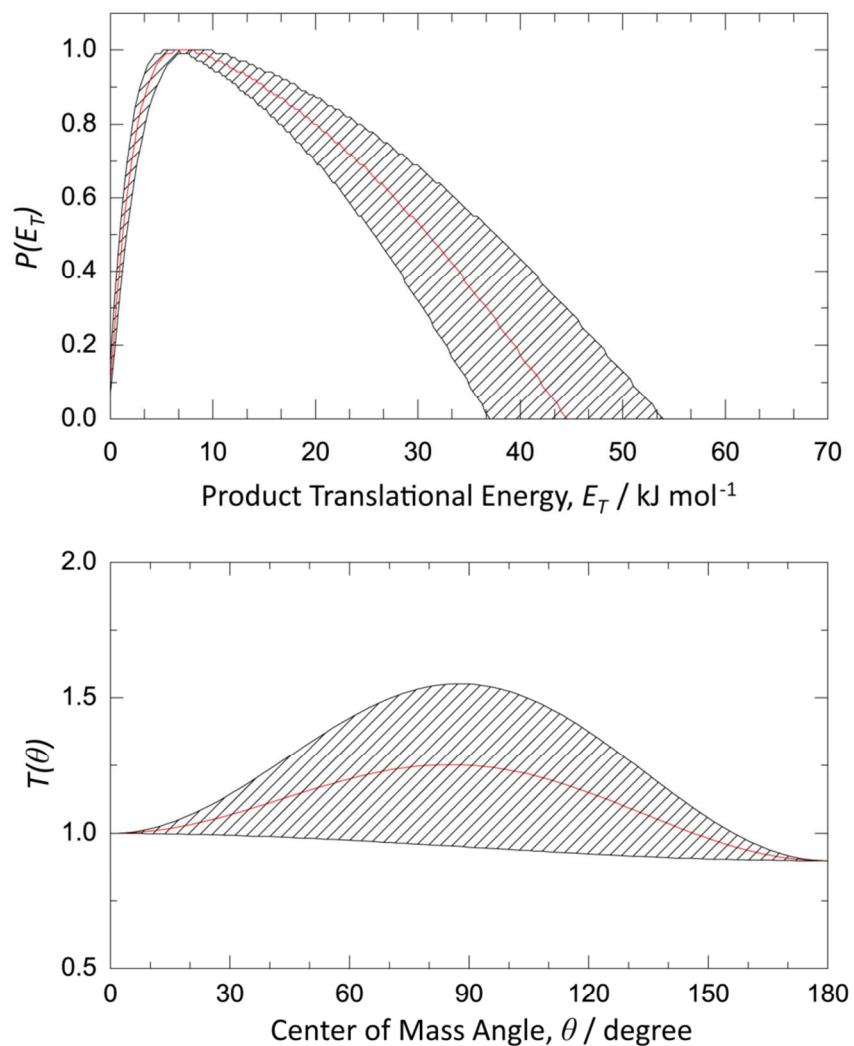 1.0
0.8
0.6
0.4
0.2
0.0
P(E_T)
0 10 20 30 40 50 60 70
Product Translational Energy, E_T / kJ mol⁻¹
2.0
1.5
1.0
0.5
T(θ)
0 30 60 90 120 150 180
Center of Mass Angle, θ / degree